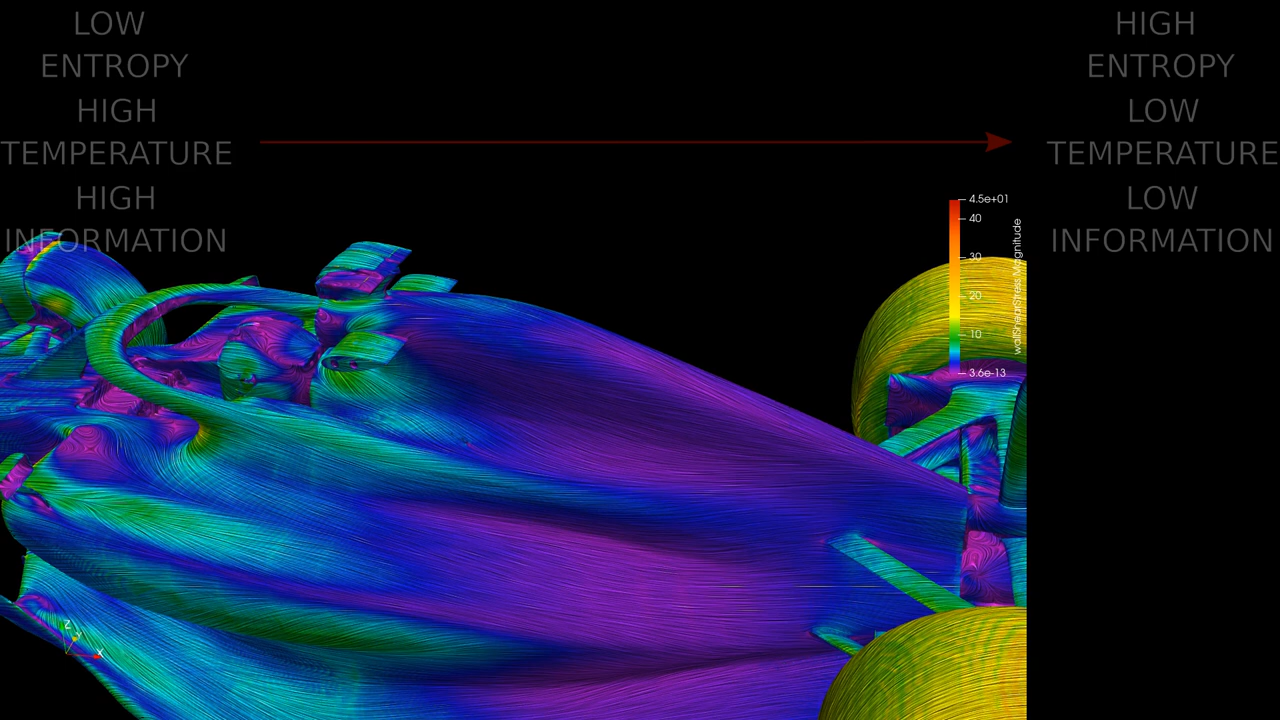 LOW
ENTROPY
HIGH
TEMPERATURE
HIGH
INFORMATION
HIGH
ENTROPY
LOW
TEMPERATURE
LOW
INFORMATION
4.5e+01
40
30
20
10
3.6e-13
wallShearStress Magnitude
Z
Y
X